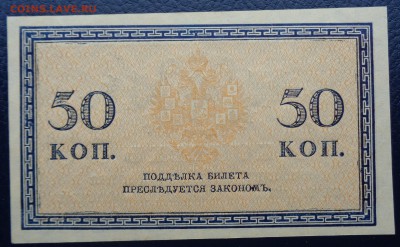 COINS.CAVE.RU
50 50
КОП. КОП.
ПОДДѢЛКА БИЛЕТА
ПРЕСЛѢДУЕТСЯ ЗАКОНОМЪ.